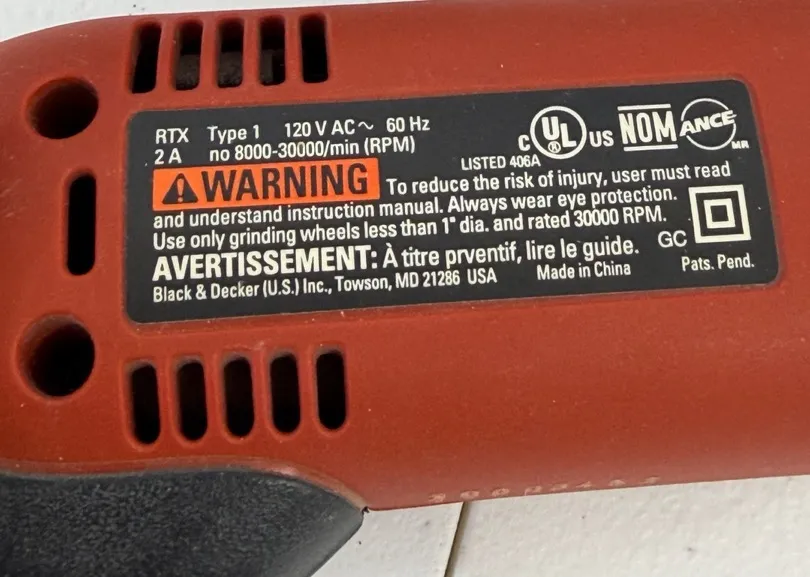 RTX Type 1 120 V AC~ 60 Hz
2 A no 8000-30000/min (RPM)
C UL US NOM ANCE MR
LISTED 406A
WARNING To reduce the risk of injury, user must read
and understand instruction manual. Always wear eye protection.
Use only grinding wheels less than 1" dia. and rated 30000 RPM.
AVERTISSEMENT: À titre prventif, lire le guide.
GC
Black & Decker (U.S.) Inc., Towson, MD 21286 USA Made in China Pats. Pend.